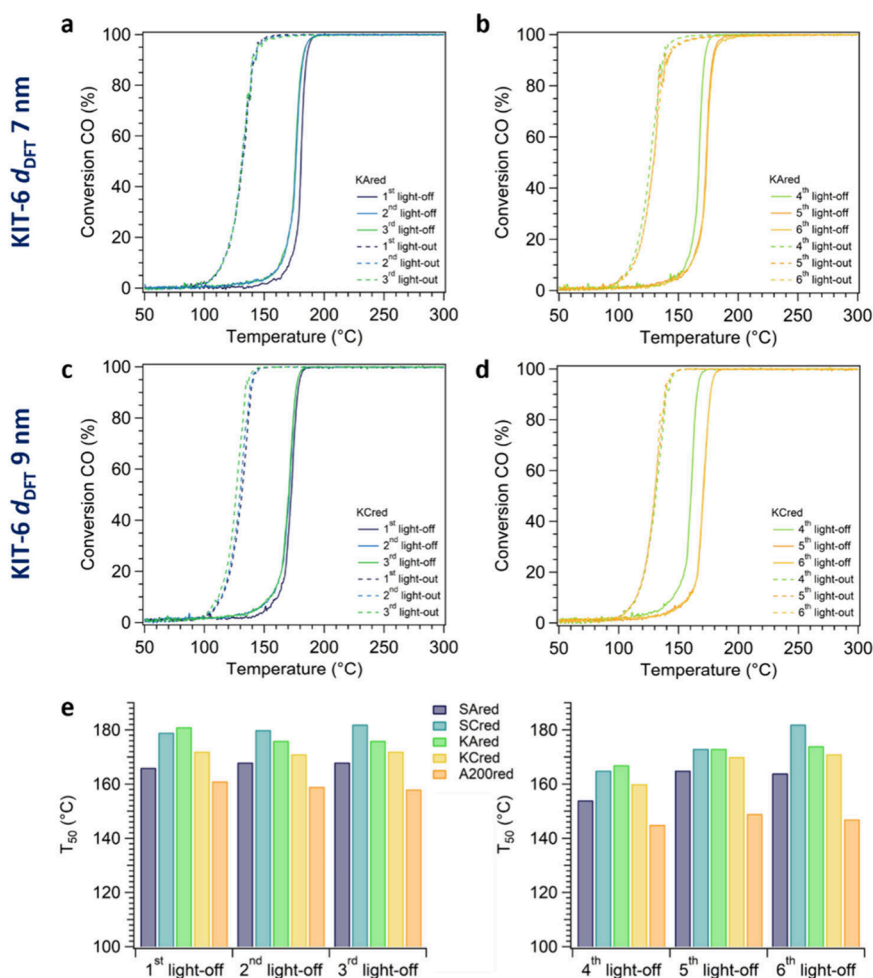 KIT-6 dDFT 7 nm
a
Conversion CO (%)
100
80
60
40
20
0
KAred
1st light-off
2nd light-off
3rd light-off
1st light-out
2nd light-out
3rd light-out
50 100 150 200 250 300
Temperature (°C)
b
Conversion CO (%)
100
80
60
40
20
0
KAred
4th light-off
5th light-off
6th light-off
4th light-out
5th light-out
6th light-out
50 100 150 200 250 300
Temperature (°C)
KIT-6 dDFT 9 nm
c
Conversion CO (%)
100
80
60
40
20
0
KCred
1st light-off
2nd light-off
3rd light-off
1st light-out
2nd light-out
3rd light-out
50 100 150 200 250 300
Temperature (°C)
d
Conversion CO (%)
100
80
60
40
20
0
KCred
4th light-off
5th light-off
6th light-off
4th light-out
5th light-out
6th light-out
50 100 150 200 250 300
Temperature (°C)
e
T50 (°C)
180
160
140
120
100
1st light-off 2nd light-off 3rd light-off
SAred
SCred
KAred
KCred
A200red
T50 (°C)
180
160
140
120
100
4th light-off 5th light-off 6th light-off